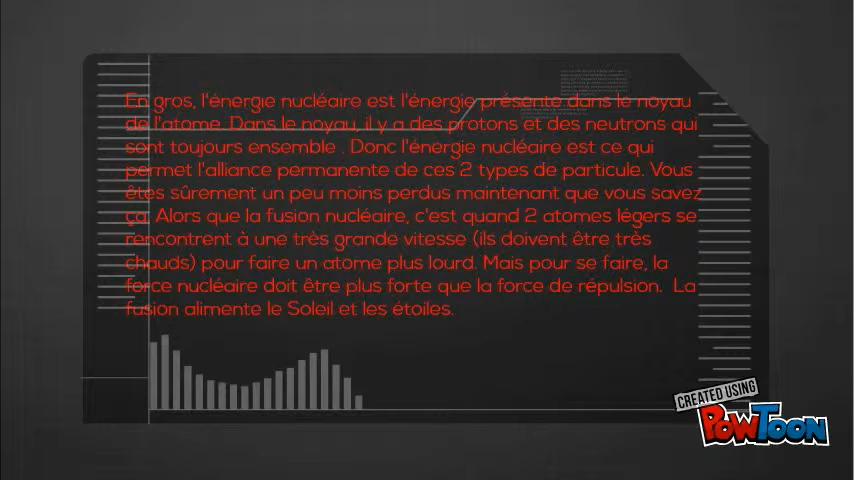 En gros, l'énergie nucléaire est l'énergie présente dans le noyau
de l'atome. Dans le noyau, il y a des protons et des neutrons qui
sont toujours ensemble . Donc l'énergie nucléaire est ce qui
permet l'alliance permanente de ces 2 types de particule. Vous
êtes sûrement un peu moins perdus maintenant que vous savez
ça. Alors que la fusion nucléaire, c'est quand 2 atomes légers se
rencontrent à une très grande vitesse (ils doivent être très
chauds) pour faire un atome plus lourd. Mais pour se faire, la
force nucléaire doit être plus forte que la force de répulsion. La
fusion alimente le Soleil et les étoiles.
CREATED USING
POWTOON